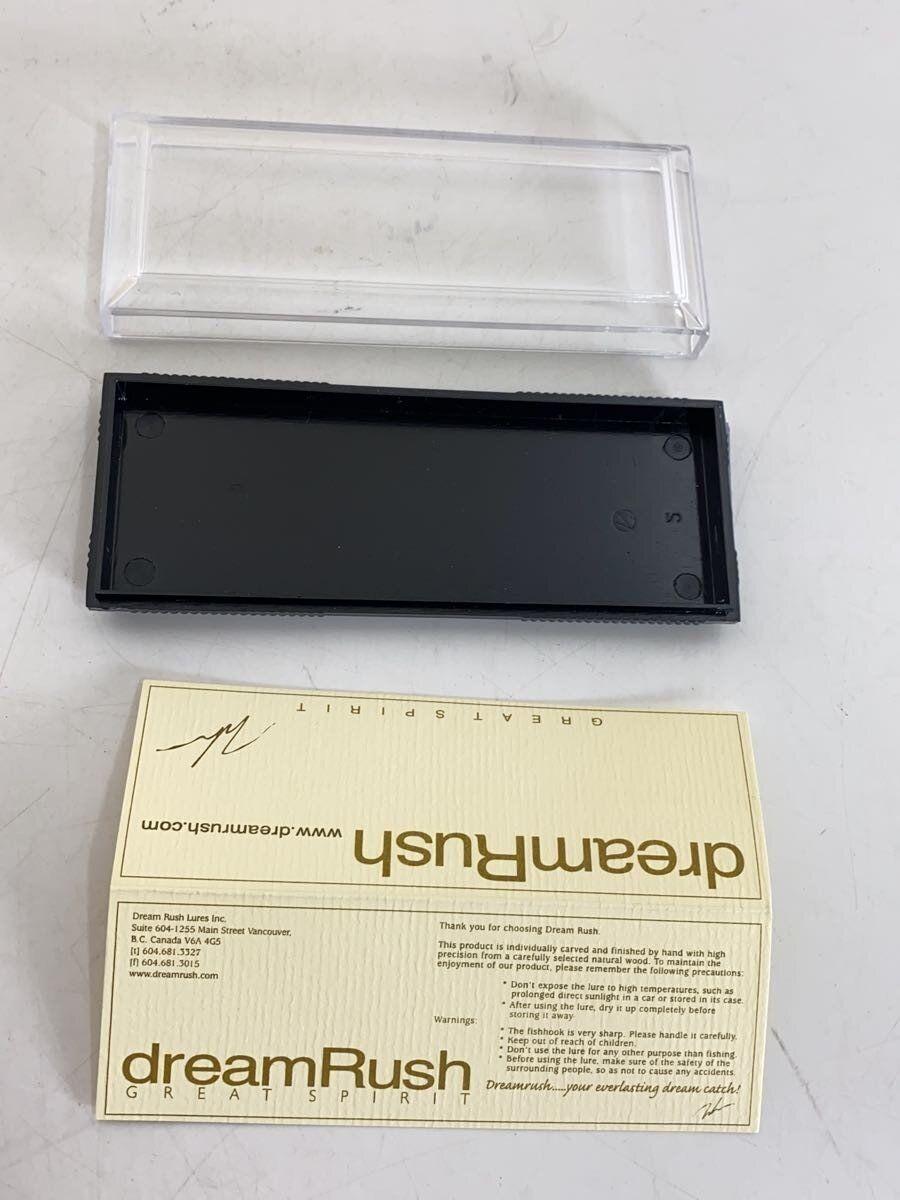 GREAT SPIRIT
www.dreamrush.com
dreamRush
Dream Rush Lures Inc.
Suite 604-1255 Main Street Vancouver,
B.C. Canada V6A 4G5
[t] 604.681.3327
[f] 604.681.3015
www.dreamrush.com
dreamRush
GREAT SPIRIT
Thank you for choosing Dream Rush.
This product is individually carved and finished by hand with high
precision from a carefully selected natural wood. To maintain the
enjoyment of our product, please remember the following precautions:
* Don't expose the lure to high temperatures, such as
prolonged direct sunlight in a car or stored in its case.
* After using the lure, dry it up completely before
storing it away.
Warnings:
* The fishhook is very sharp. Please handle it carefully.
* Keep out of reach of children.
* Don't use the lure for any other purpose than fishing.
* Before using the lure, make sure of the safety of the
surrounding people, so as not to cause any accidents.
Dreamrush.....your everlasting dream catch!